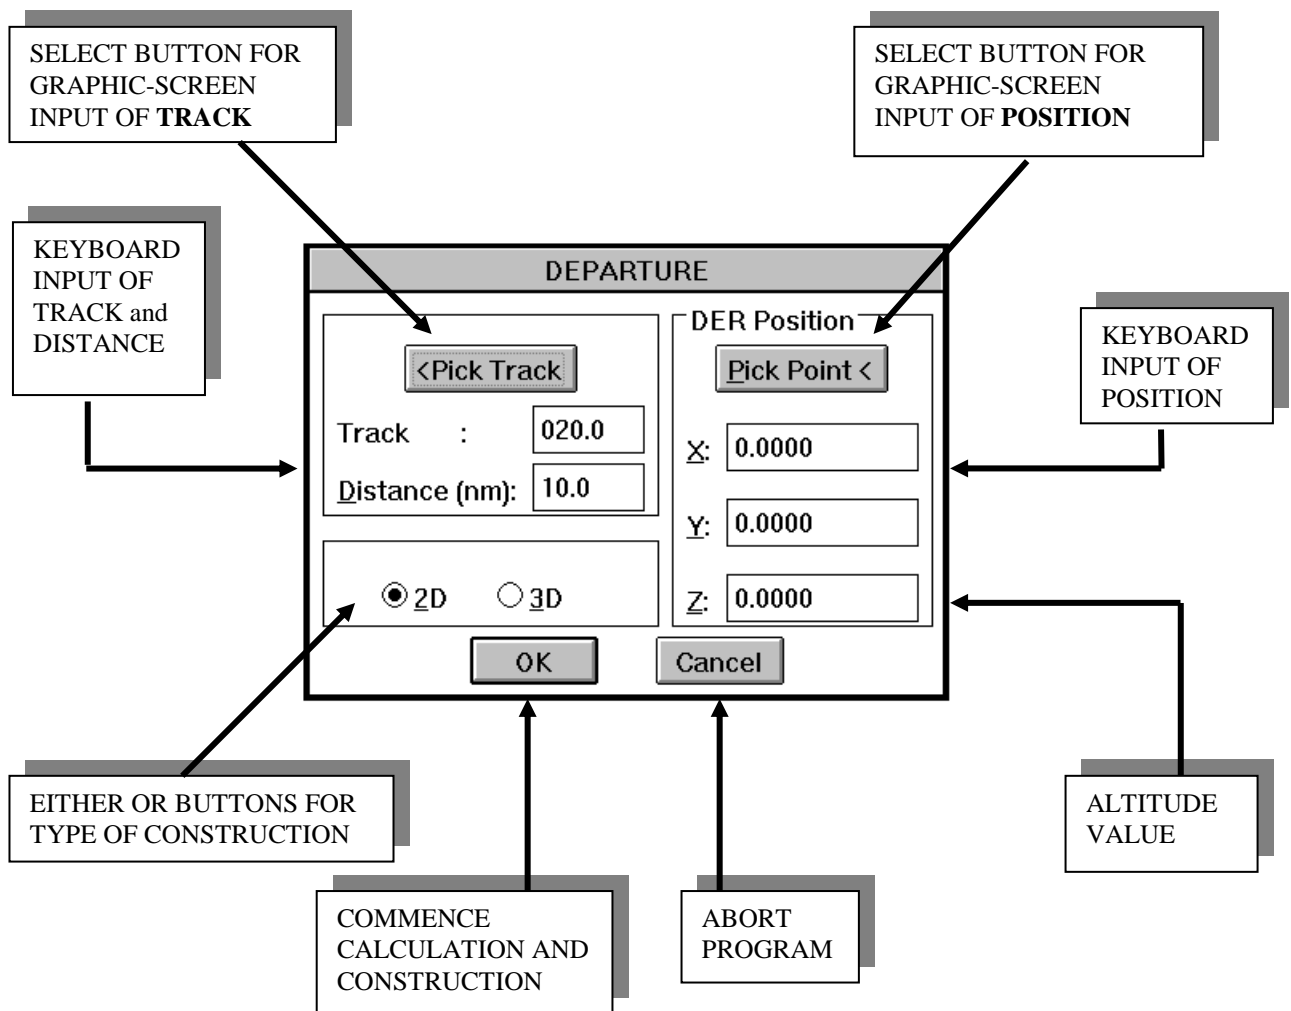 SELECT BUTTON FOR
GRAPHIC-SCREEN
INPUT OF TRACK
SELECT BUTTON FOR
GRAPHIC-SCREEN
INPUT OF POSITION
KEYBOARD
INPUT OF
TRACK and
DISTANCE
DEPARTURE
<Pick Track
Track :
020.0
Distance (nm):
10.0
2D
3D
DER Position
Pick Point <
X:
0.0000
Y:
0.0000
Z:
0.0000
OK
Cancel
KEYBOARD
INPUT OF
POSITION
EITHER OR BUTTONS FOR
TYPE OF CONSTRUCTION
ALTITUDE
VALUE
COMMENCE
CALCULATION AND
CONSTRUCTION
ABORT
PROGRAM